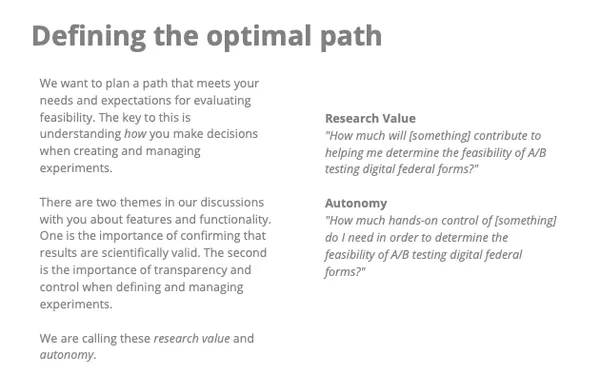 Defining the optimal path
We want to plan a path that meets your
needs and expectations for evaluating
feasibility. The key to this is
understanding how you make decisions
when creating and managing
experiments.
There are two themes in our discussions
with you about features and functionality.
One is the importance of confirming that
results are scientifically valid. The second
is the importance of transparency and
control when defining and managing
experiments.
We are calling these research value and
autonomy.
Research Value
"How much will [something] contribute to
helping me determine the feasibility of A/B
testing digital federal forms?"
Autonomy
"How much hands-on control of [something]
do I need in order to determine the
feasibility of A/B testing digital federal
forms?"